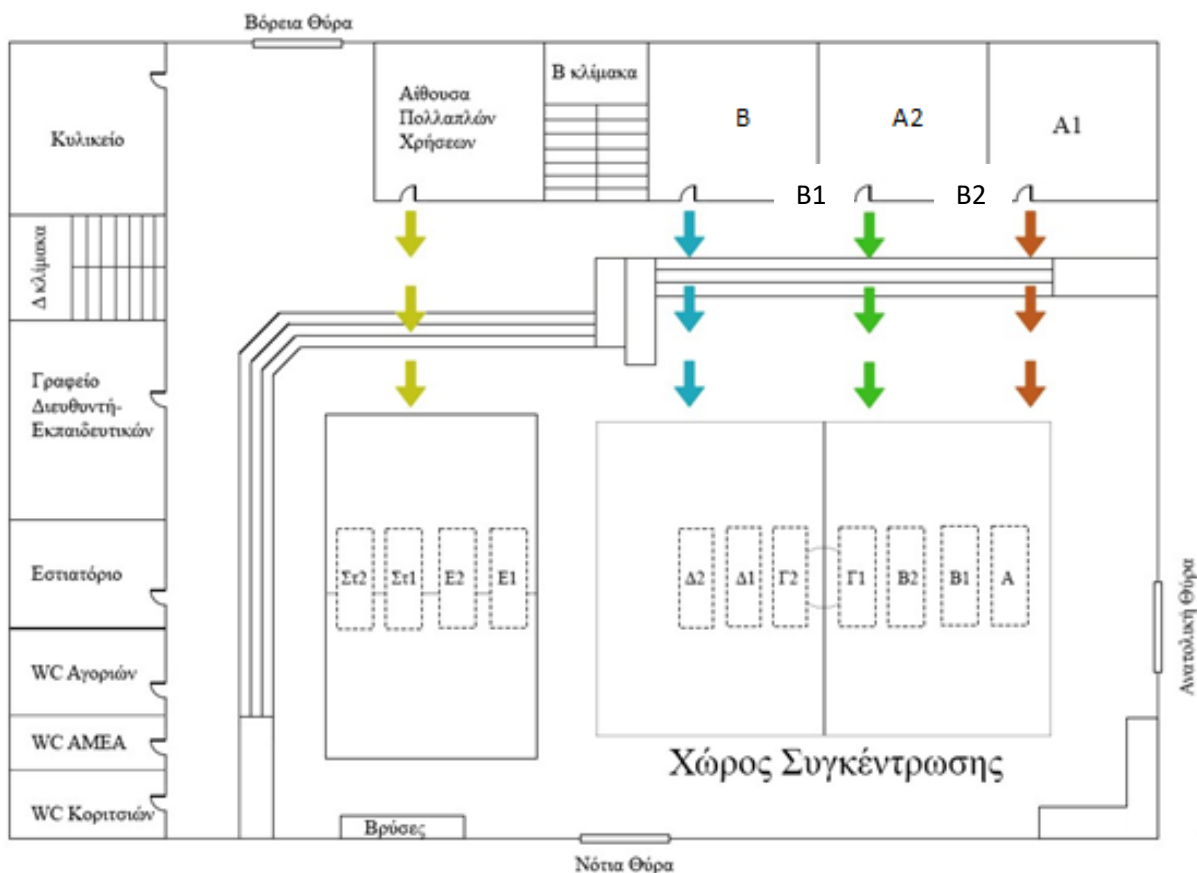 Βόρεια Θύρα
Κυλικείο
Αίθουσα
Πολλαπλών
Χρήσεων
Β κλίμακα
Β
Α2
Α1
Β1
Β2
Δ κλίμακα
Γραφείο
Διευθυντή-
Εκπαιδευτικών
Εστιατόριο
Στ2
Στ1
Ε2
Ε1
Δ2
Δ1
Γ2
Γ1
Β2
Β1
Α
Ανατολική Θύρα
WC Αγοριών
WC ΑΜΕΑ
WC Κοριτσιών
Χώρος Συγκέντρωσης
Βρύσες
Νότια Θύρα